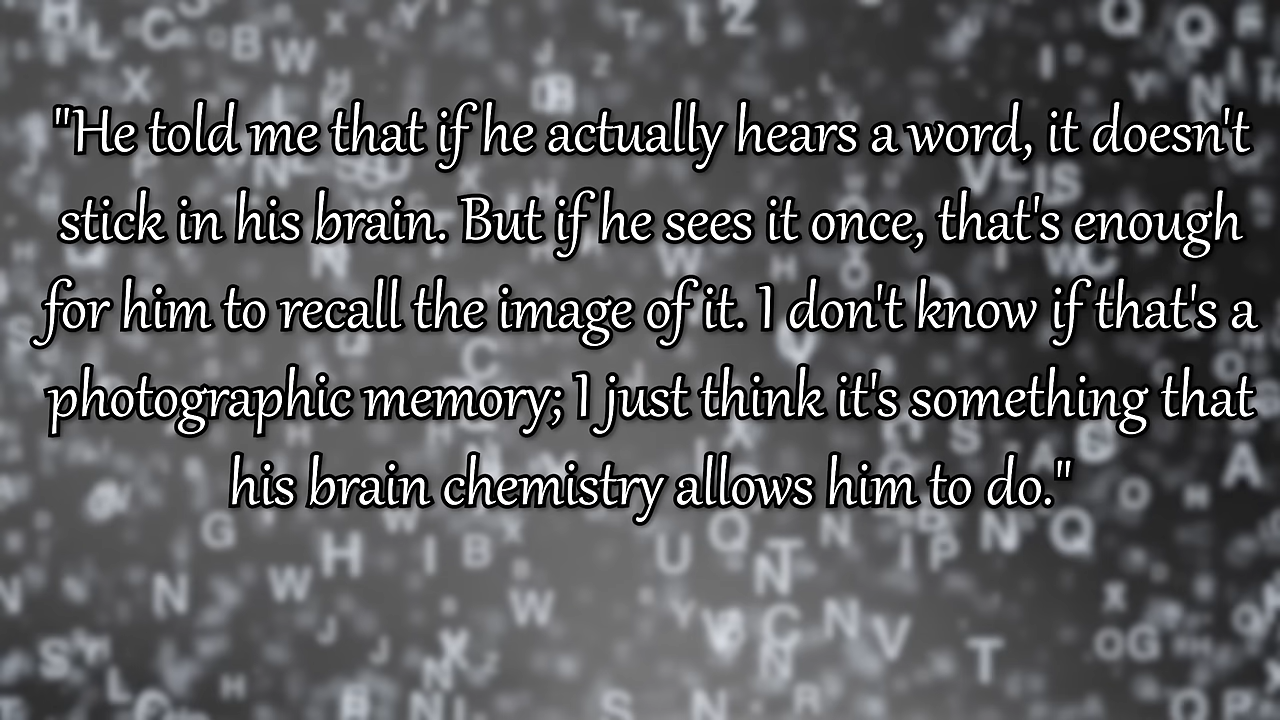 "He told me that if he actually hears a word, it doesn't
stick in his brain. But if he sees it once, that's enough
for him to recall the image of it. I don't know if that's a
photographic memory; I just think it's something that
his brain chemistry allows him to do."